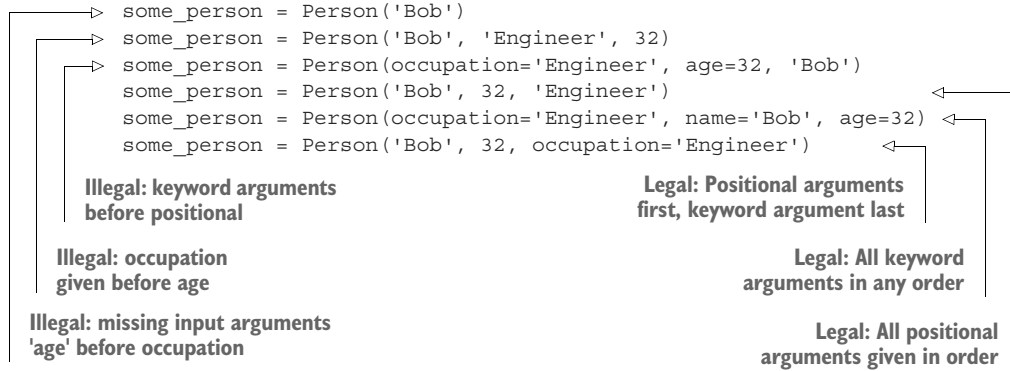 some_person = Person('Bob')
some_person = Person('Bob', 'Engineer', 32)
some_person = Person(occupation='Engineer', age=32, 'Bob')
some_person = Person('Bob', 32, 'Engineer')
some_person = Person(occupation='Engineer', name='Bob', age=32)
some_person = Person('Bob', 32, occupation='Engineer')
Illegal: keyword arguments
before positional
Legal: Positional arguments
first, keyword argument last
Illegal: occupation
given before age
Legal: All keyword
arguments in any order
Illegal: missing input arguments
'age' before occupation
Legal: All positional
arguments given in order